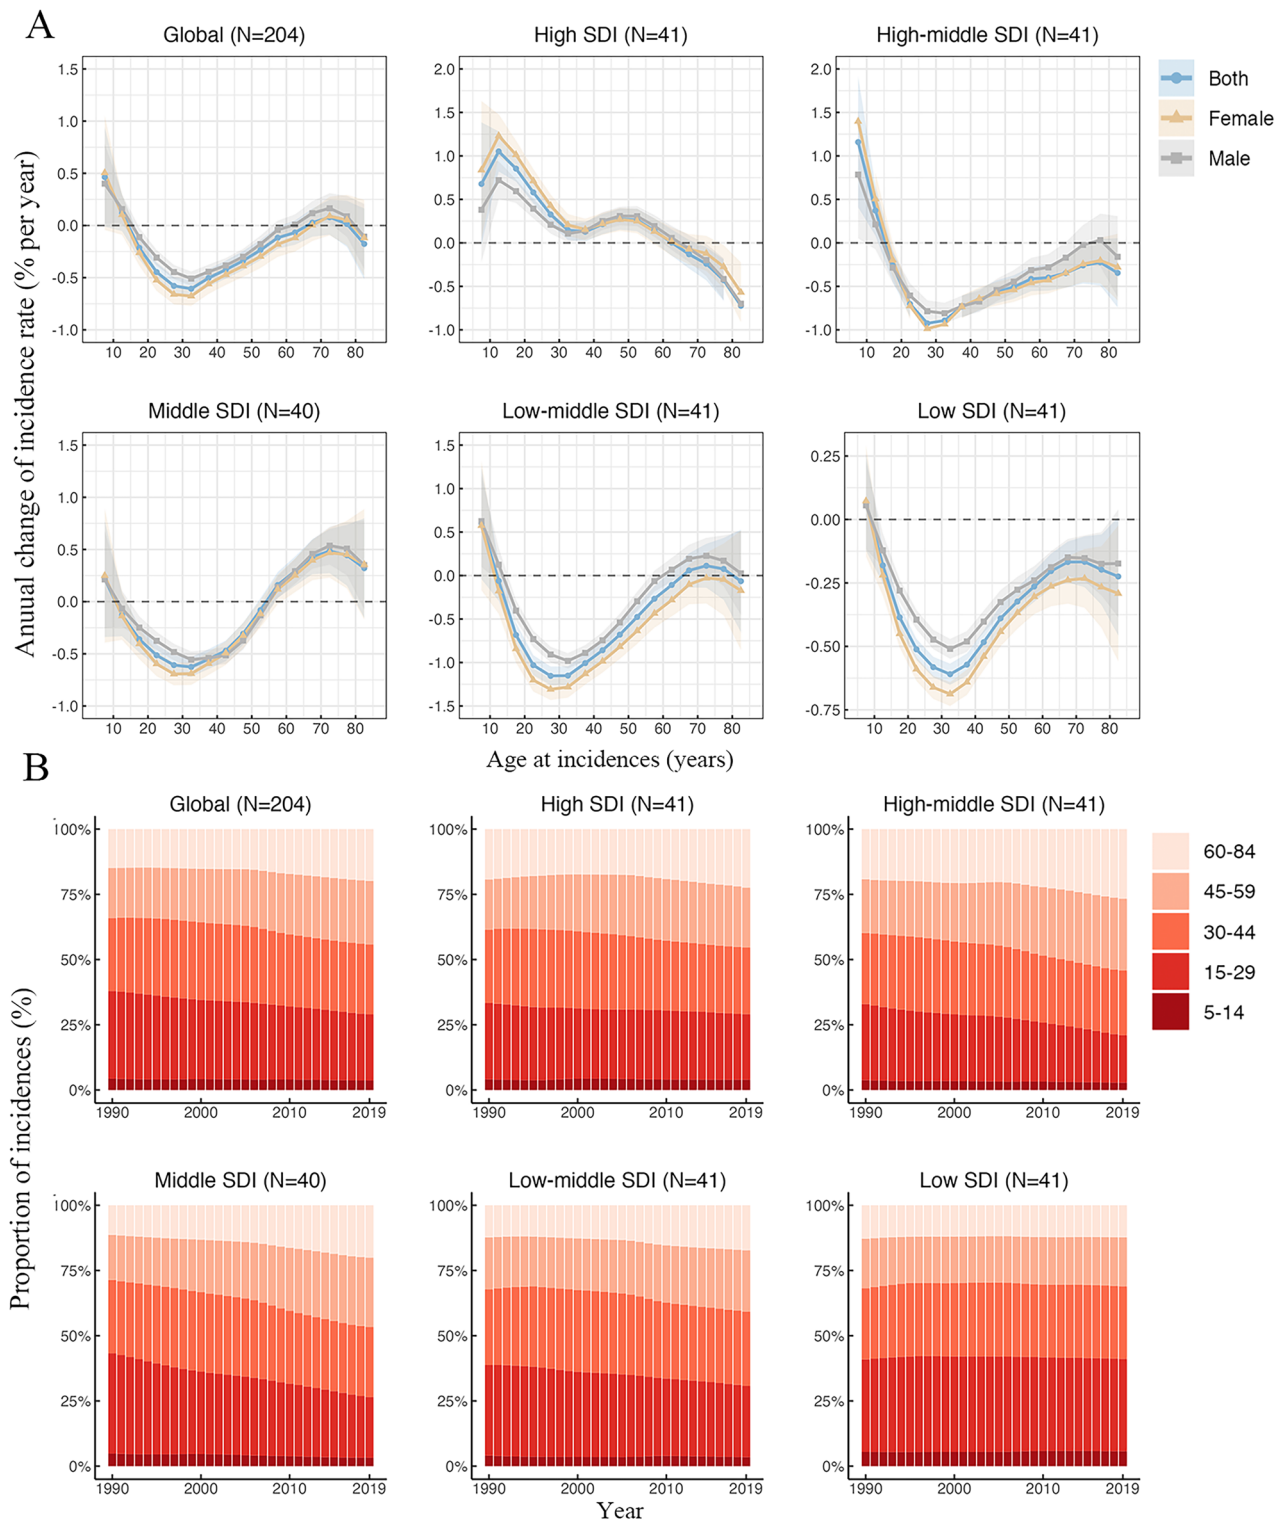 A
Global (N=204)
High SDI (N=41)
High-middle SDI (N=41)
1.5
1.0
0.5
0.0
-0.5
-1.0
10 20 30 40 50 60 70 80
2.0
1.5
1.0
0.5
0.0
-0.5
-1.0
10 20 30 40 50 60 70 80
2.0
1.5
1.0
0.5
0.0
-0.5
-1.0
10 20 30 40 50 60 70 80
Both
Female
Male
Anuual change of incidence rate (% per year)
Middle SDI (N=40)
Low-middle SDI (N=41)
Low SDI (N=41)
1.5
1.0
0.5
0.0
-0.5
-1.0
10 20 30 40 50 60 70 80
1.5
1.0
0.5
0.0
-0.5
-1.0
-1.5
10 20 30 40 50 60 70 80
0.25
0.00
-0.25
-0.50
-0.75
10 20 30 40 50 60 70 80
Age at incidences (years)
B
Global (N=204)
High SDI (N=41)
High-middle SDI (N=41)
100%
75%
50%
25%
0%
1990 2000 2010 2019
100%
75%
50%
25%
0%
1990 2000 2010 2019
100%
75%
50%
25%
0%
1990 2000 2010 2019
60-84
45-59
30-44
15-29
5-14
Proportion of incidences (%)
Middle SDI (N=40)
Low-middle SDI (N=41)
Low SDI (N=41)
100%
75%
50%
25%
0%
1990 2000 2010 2019
100%
75%
50%
25%
0%
1990 2000 2010 2019
100%
75%
50%
25%
0%
1990 2000 2010 2019
Year